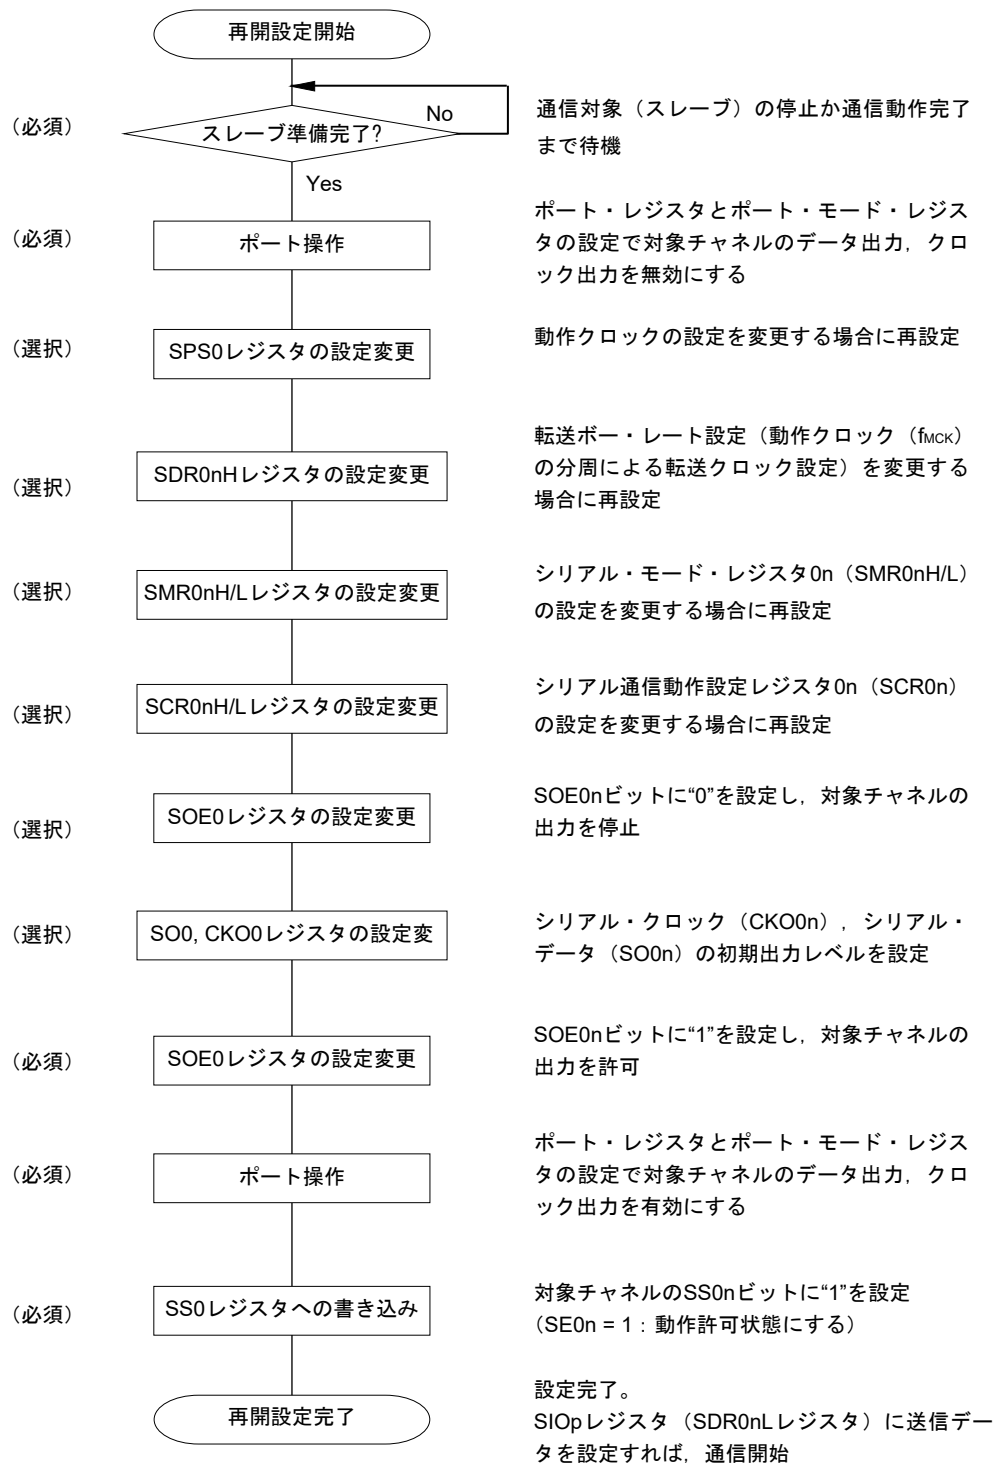 再開設定開始
No
（必須）
スレーブ準備完了?
通信対象（スレーブ）の停止か通信動作完了
まで待機
Yes
（必須）
ポート操作
ポート・レジスタとポート・モード・レジス
タの設定で対象チャネルのデータ出力，クロ
ック出力を無効にする
（選択）
SPS0レジスタの設定変更
動作クロックの設定を変更する場合に再設定
（選択）
SDR0nHレジスタの設定変更
転送ボー・レート設定（動作クロック（fMCK）
の分周による転送クロック設定）を変更する
場合に再設定
（選択）
SMR0nH/Lレジスタの設定変更
シリアル・モード・レジスタ0n（SMR0nH/L）
の設定を変更する場合に再設定
（選択）
SCR0nH/Lレジスタの設定変更
シリアル通信動作設定レジスタ0n（SCR0n）
の設定を変更する場合に再設定
（選択）
SOE0レジスタの設定変更
SOE0nビットに“0”を設定し，対象チャネルの
出力を停止
（選択）
SO0, CKO0レジスタの設定変
シリアル・クロック（CKO0n），シリアル・
データ（SO0n）の初期出力レベルを設定
（必須）
SOE0レジスタの設定変更
SOE0nビットに“1”を設定し，対象チャネルの
出力を許可
（必須）
ポート操作
ポート・レジスタとポート・モード・レジス
タの設定で対象チャネルのデータ出力，クロ
ック出力を有効にする
（必須）
SS0レジスタへの書き込み
対象チャネルのSS0nビットに“1”を設定
（SE0n = 1：動作許可状態にする）
再開設定完了
設定完了。
SIOpレジスタ（SDR0nLレジスタ）に送信デー
タを設定すれば，通信開始